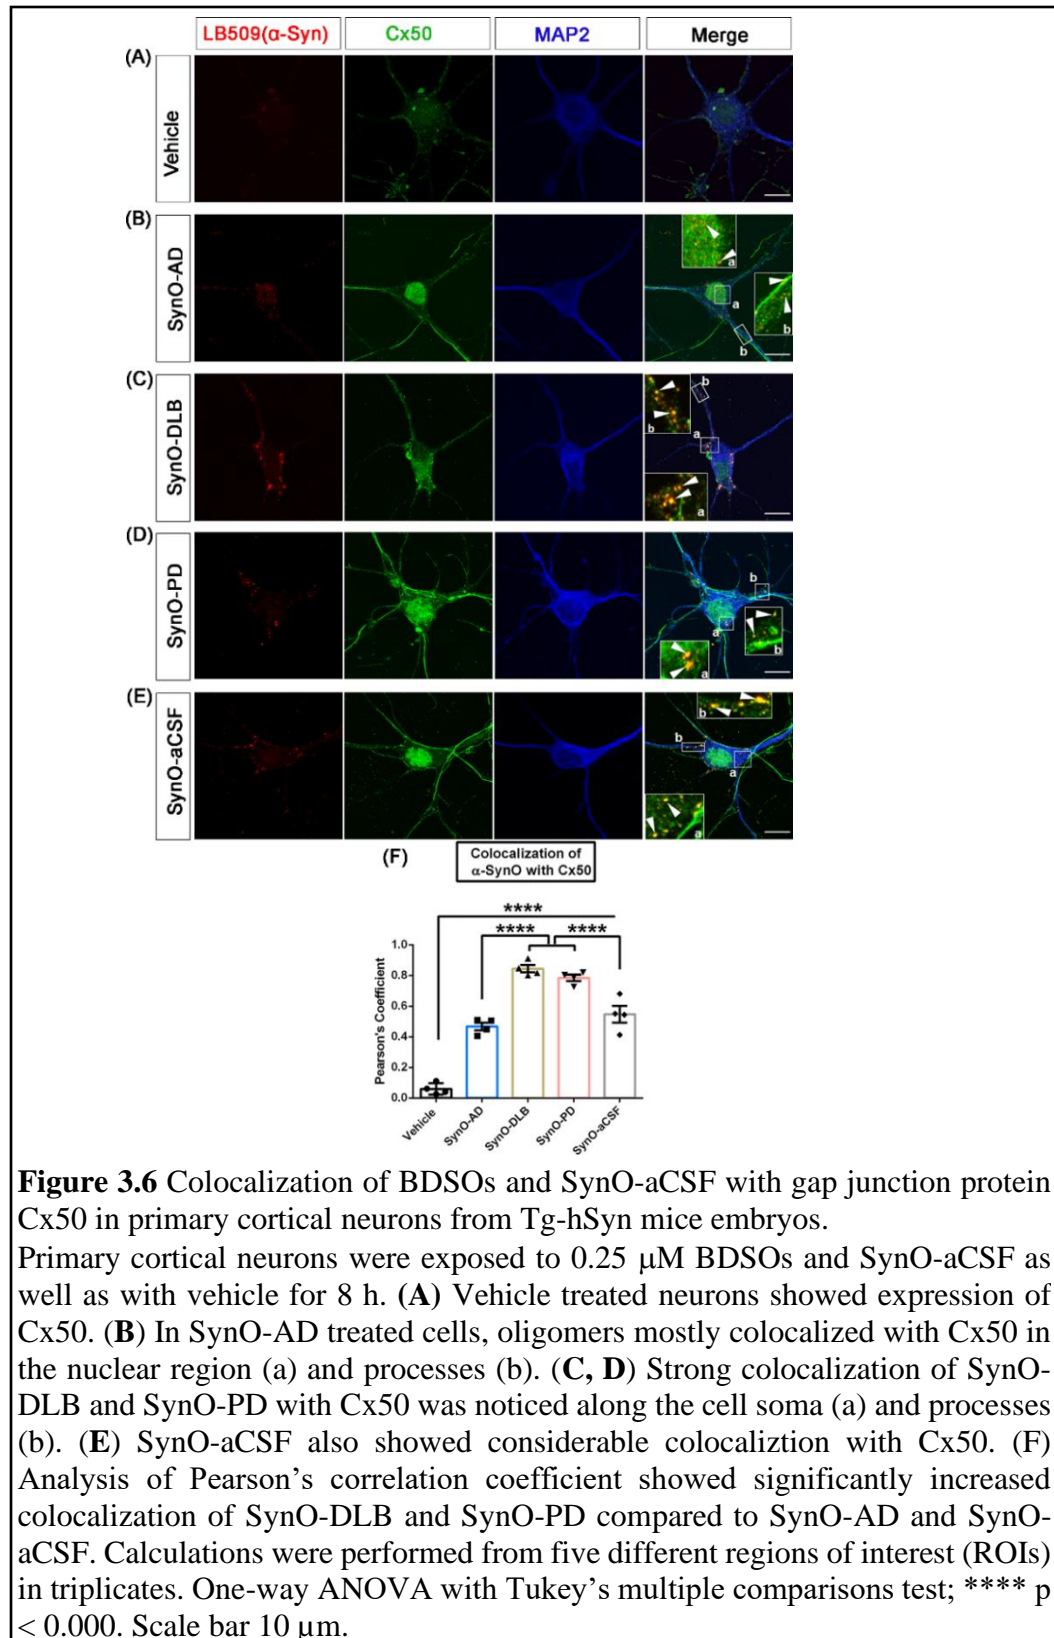 LB509(α-Syn) Cx50 MAP2 Merge
(A)
Vehicle
(B)
SynO-AD
a
b
a
b
(C)
SynO-DLB
b
b
a
a
(D)
SynO-PD
b
a
b
a
(E)
SynO-aCSF
b
b
a
a
(F)
Colocalization of
α-SynO with Cx50
****
**** ****
Pearson's Coefficient
1.0
0.8
0.6
0.4
0.2
0.0
Vehicle
SynO-AD
SynO-DLB
SynO-PD
SynO-aCSF
Figure 3.6 Colocalization of BDSOs and SynO-aCSF with gap junction protein
Cx50 in primary cortical neurons from Tg-hSyn mice embryos.
Primary cortical neurons were exposed to 0.25 μM BDSOs and SynO-aCSF as
well as with vehicle for 8 h. (A) Vehicle treated neurons showed expression of
Cx50. (B) In SynO-AD treated cells, oligomers mostly colocalized with Cx50 in
the nuclear region (a) and processes (b). (C, D) Strong colocalization of SynO-
DLB and SynO-PD with Cx50 was noticed along the cell soma (a) and processes
(b). (E) SynO-aCSF also showed considerable colocaliztion with Cx50. (F)
Analysis of Pearson’s correlation coefficient showed significantly increased
colocalization of SynO-DLB and SynO-PD compared to SynO-AD and SynO-
aCSF. Calculations were performed from five different regions of interest (ROIs)
in triplicates. One-way ANOVA with Tukey’s multiple comparisons test; **** p
< 0.000. Scale bar 10 µm.